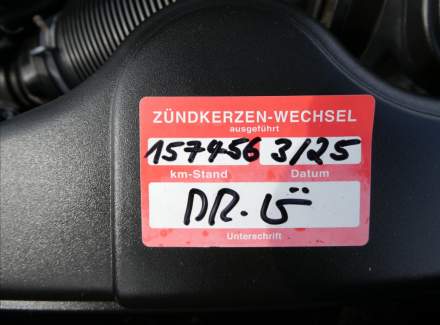 ZÜNDKERZEN-WECHSEL
ausgeführt
157456 3/25
km-Stand Datum
DR. Ü
Unterschrift